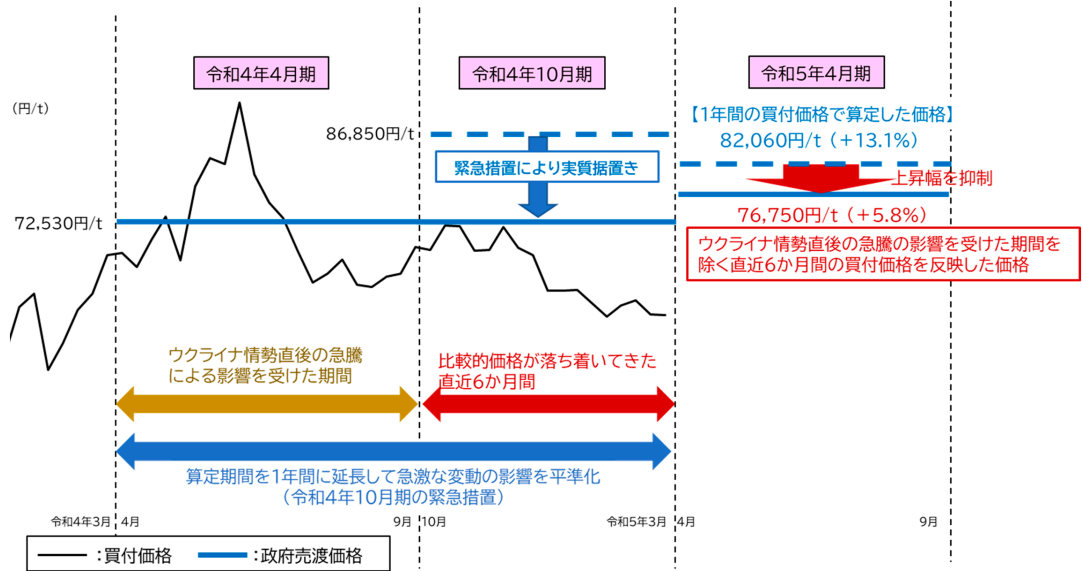 令和4年4月期
令和4年10月期
令和5年4月期
（円/t）
【1年間の買付価格で算定した価格】
86,850円/t
82,060円/t（＋13.1%）
緊急措置により実質据置き
上昇幅を抑制
72,530円/t
76,750円/t（＋5.8%）
ウクライナ情勢直後の急騰の影響を受けた期間を
除く直近6か月間の買付価格を反映した価格
ウクライナ情勢直後の急騰
による影響を受けた期間
比較的価格が落ち着いてきた
直近6か月間
算定期間を1年間に延長して急激な変動の影響を平準化
（令和4年10月期の緊急措置）
令和4年3月 4月 9月 10月 令和5年3月 4月 9月
：買付価格 ：政府売渡価格